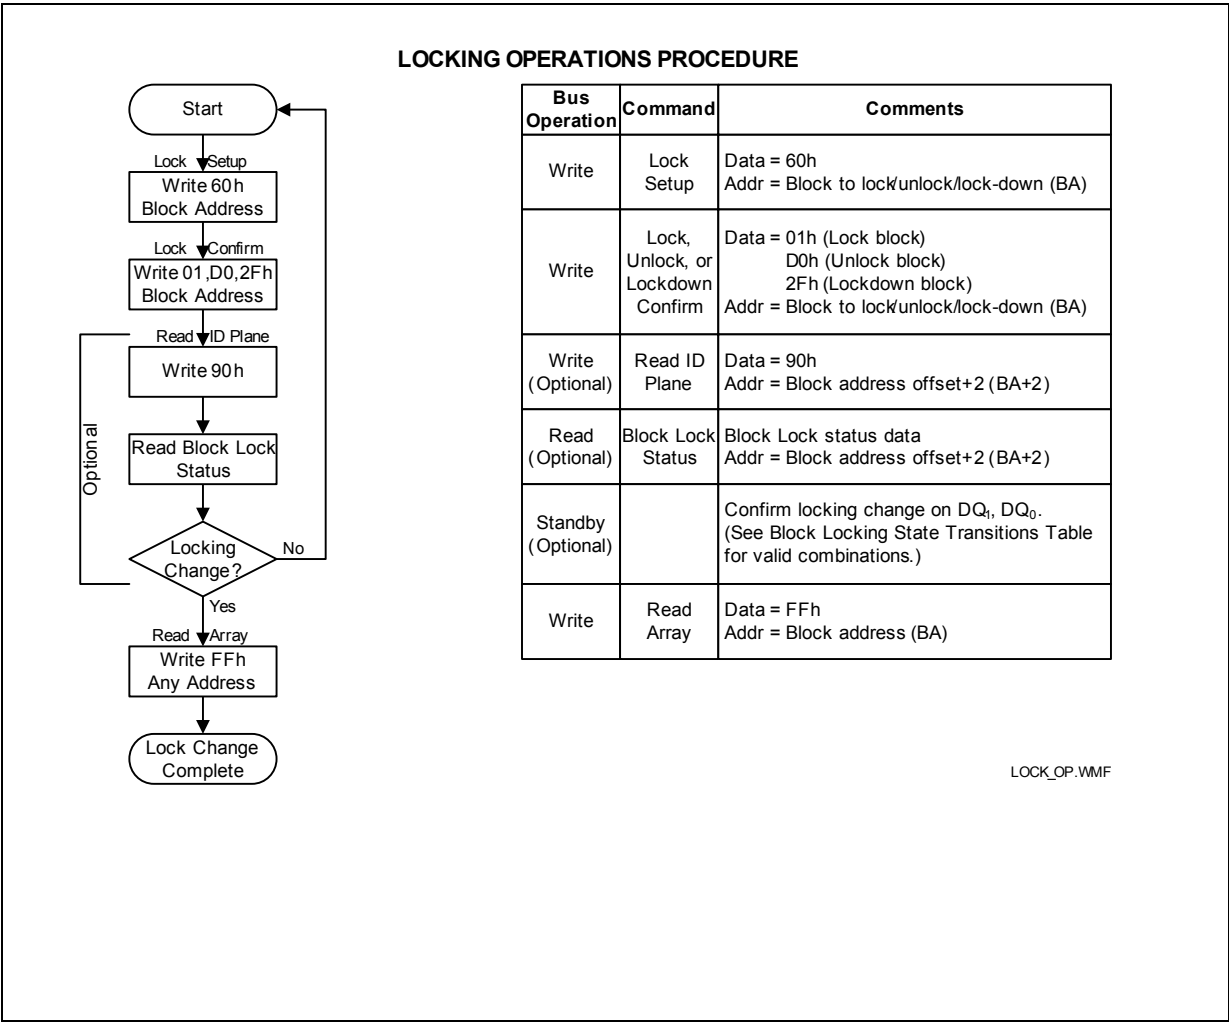 LOCKING OPERATIONS PROCEDURE
Start
Lock Setup
Write 60h
Block Address
Lock Confirm
Write 01,D0,2Fh
Block Address
Read ID Plane
Write 90h
Optional
Read Block Lock
Status
Locking
Change?
No
Yes
Read Array
Write FFh
Any Address
Lock Change
Complete
Bus
Operation
Command
Comments
Write
Lock
Setup
Data = 60h
Addr = Block to lock/unlock/lock-down (BA)
Write
Lock,
Unlock, or
Lockdown
Confirm
Data = 01h (Lock block)
D0h (Unlock block)
2Fh (Lockdown block)
Addr = Block to lock/unlock/lock-down (BA)
Write
(Optional)
Read ID
Plane
Data = 90h
Addr = Block address offset+2 (BA+2)
Read
(Optional)
Block Lock
Status
Block Lock status data
Addr = Block address offset+2 (BA+2)
Standby
(Optional)
Confirm locking change on DQ₁, DQ₀.
(See Block Locking State Transitions Table
for valid combinations.)
Write
Read
Array
Data = FFh
Addr = Block address (BA)
LOCK_OP.WMF